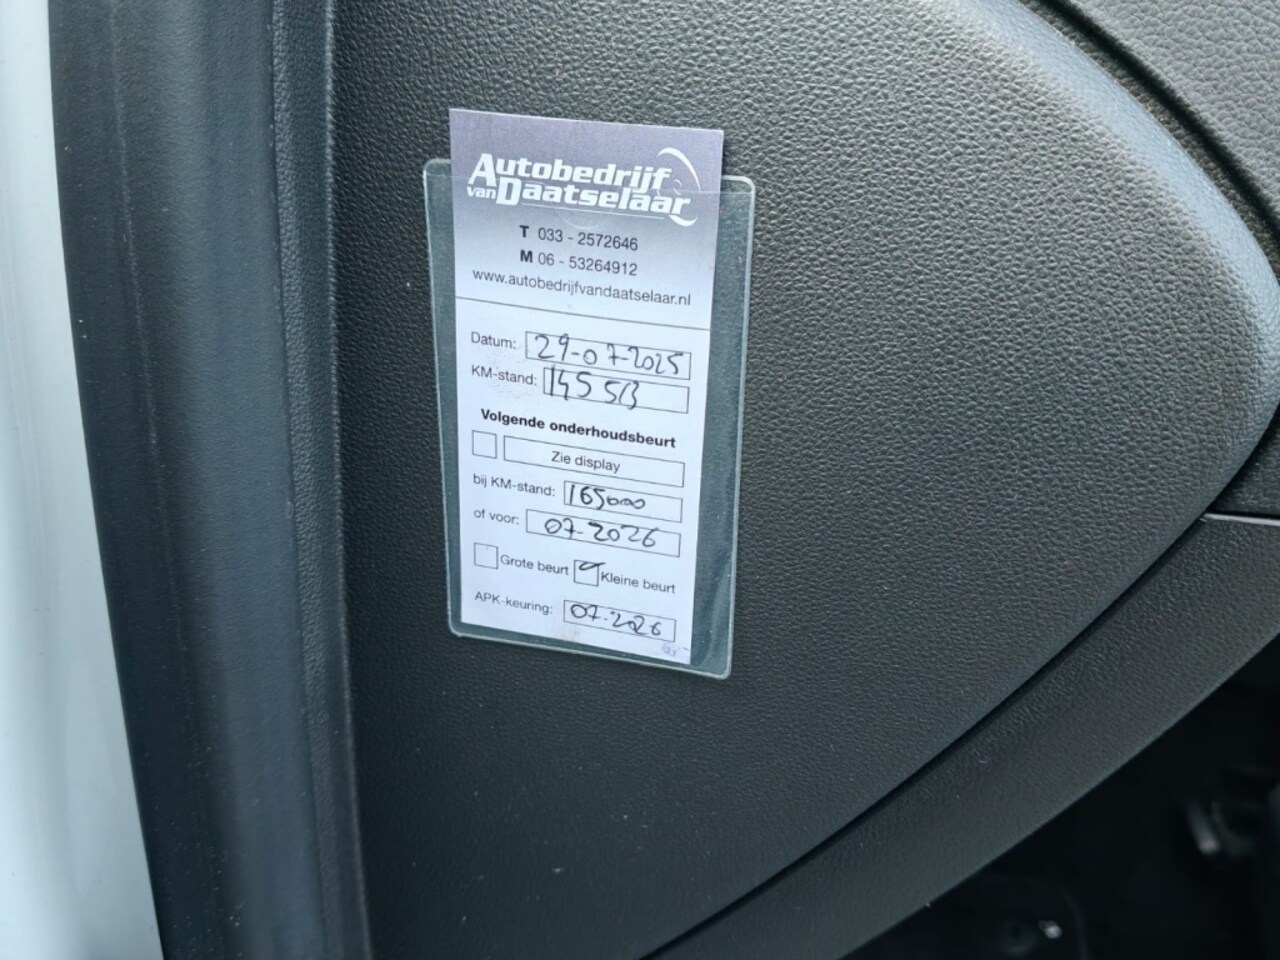 Autobedrijf
van Daatselaar
T 033 - 2572646
M 06 - 53264912
www.autobedrijfvandaatselaar.nl
Datum: 29-07-2025
KM-stand:
Volgende onderhoudsbeurt
Zie display
bij KM-stand: 165000
of voor: 07-2026
Grote beurt Kleine beurt
APK-keuring: 07-2026